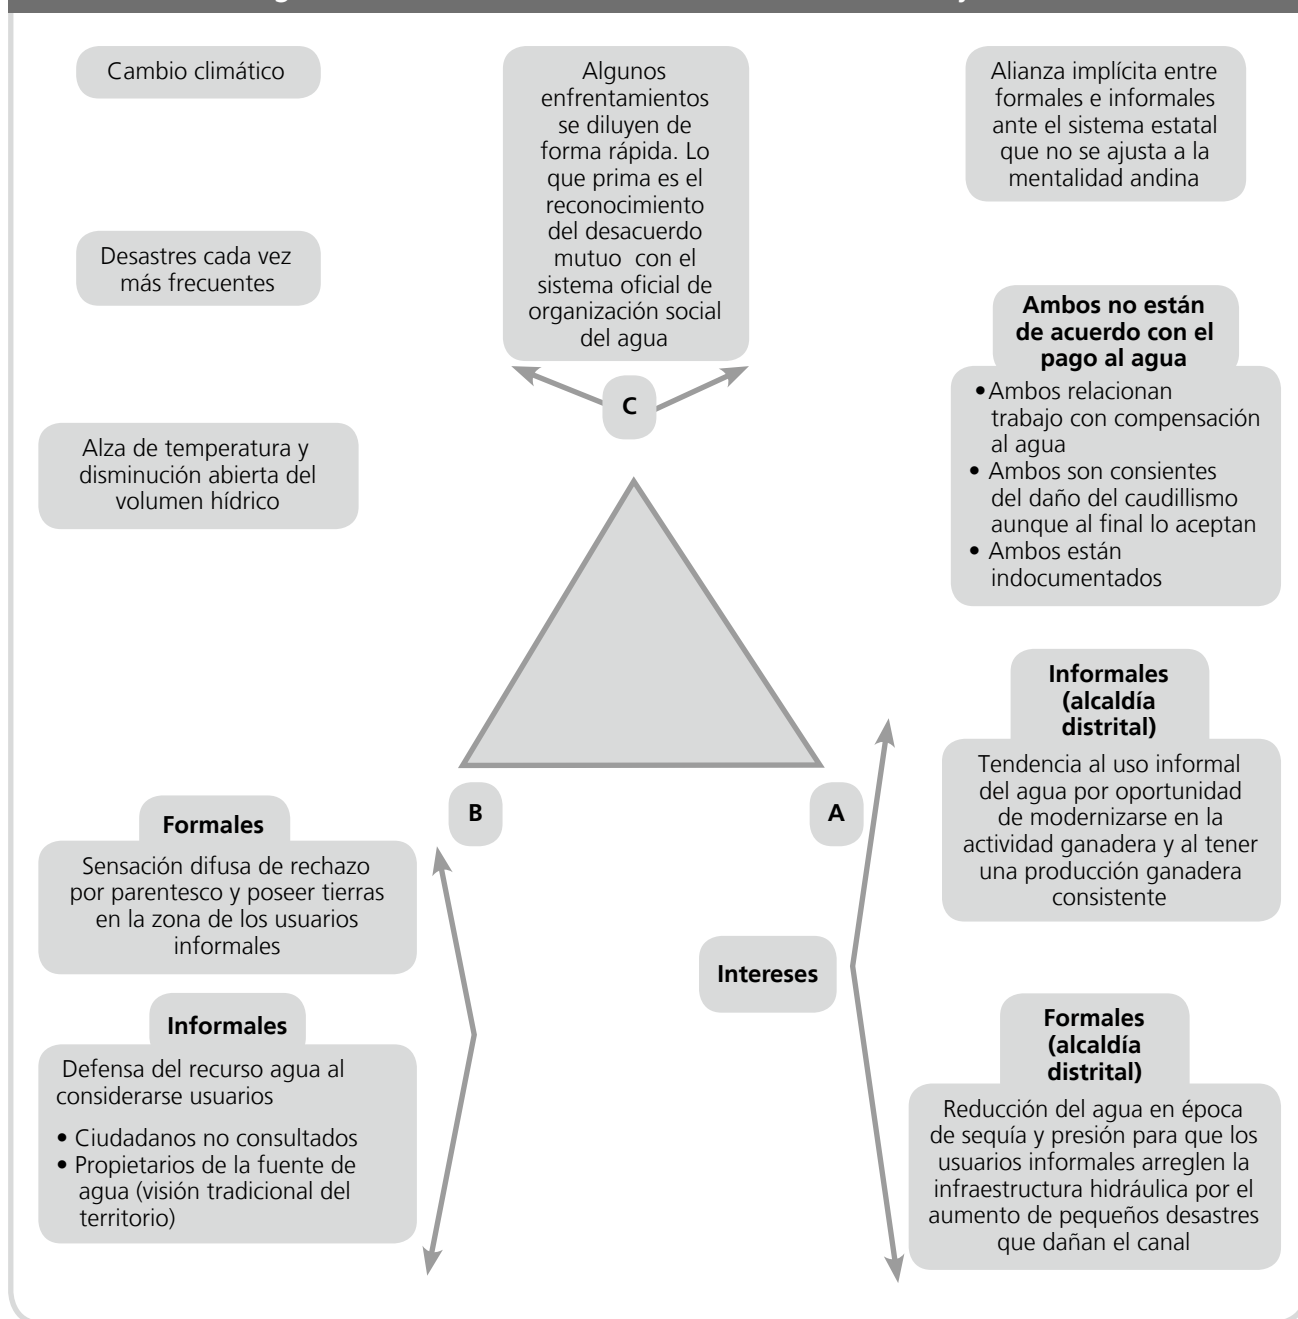 Cambio climático
Desastres cada vez
más frecuentes
Alza de temperatura y
disminución abierta del
volumen hídrico
Algunos
enfrentamientos
se diluyen de
forma rápida. Lo
que prima es el
reconocimiento
del desacuerdo
mutuo con el
sistema oficial de
organización social
del agua
C
Alianza implícita entre
formales e informales
ante el sistema estatal
que no se ajusta a la
mentalidad andina
Ambos no están
de acuerdo con el
pago al agua
•Ambos relacionan
trabajo con compensación
al agua
• Ambos son consientes
del daño del caudillismo
aunque al final lo aceptan
• Ambos están
indocumentados
B
A
Formales
Sensación difusa de rechazo
por parentesco y poseer tierras
en la zona de los usuarios
informales
Informales
Defensa del recurso agua al
considerarse usuarios
• Ciudadanos no consultados
• Propietarios de la fuente de
agua (visión tradicional del
territorio)
Intereses
Informales
(alcaldía
distrital)
Tendencia al uso informal
del agua por oportunidad
de modernizarse en la
actividad ganadera y al tener
una producción ganadera
consistente
Formales
(alcaldía
distrital)
Reducción del agua en época
de sequía y presión para que los
usuarios informales arreglen la
infraestructura hidráulica por el
aumento de pequeños desastres
que dañan el canal